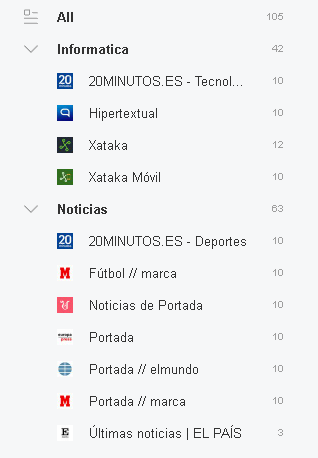 All 105
Informatica 42
20MINUTOS.ES - Tecnol... 10
Hipertextual 10
Xataka 12
Xataka Móvil 10
Noticias 63
20MINUTOS.ES - Deportes 10
Fútbol // marca 10
Noticias de Portada 10
Portada 10
Portada // elmundo 10
Portada // marca 10
Últimas noticias | EL PAÍS 3